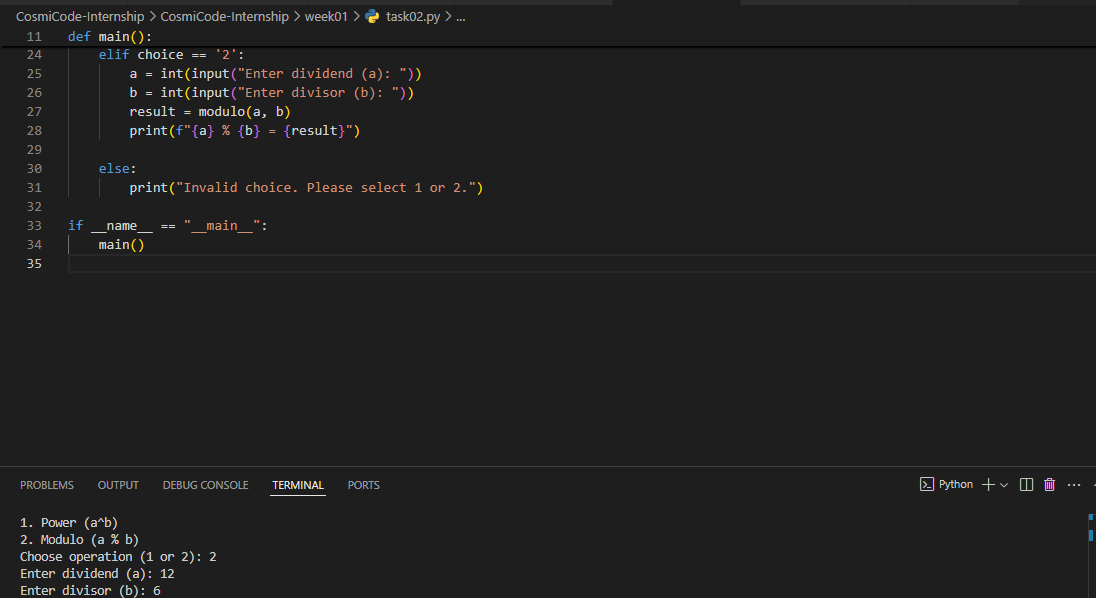 CosmiCode-Internship > CosmiCode-Internship > week01 > task02.py > ...
11 def main():
24     elif choice == '2':
25         a = int(input("Enter dividend (a): "))
26         b = int(input("Enter divisor (b): "))
27         result = modulo(a, b)
28         print(f"{a} % {b} = {result}")
29
30     else:
31         print("Invalid choice. Please select 1 or 2.")
32
33 if __name__ == "__main__":
34     main()
35
PROBLEMS OUTPUT DEBUG CONSOLE TERMINAL PORTS Python
1. Power (a^b)
2. Modulo (a % b)
Choose operation (1 or 2): 2
Enter dividend (a): 12
Enter divisor (b): 6